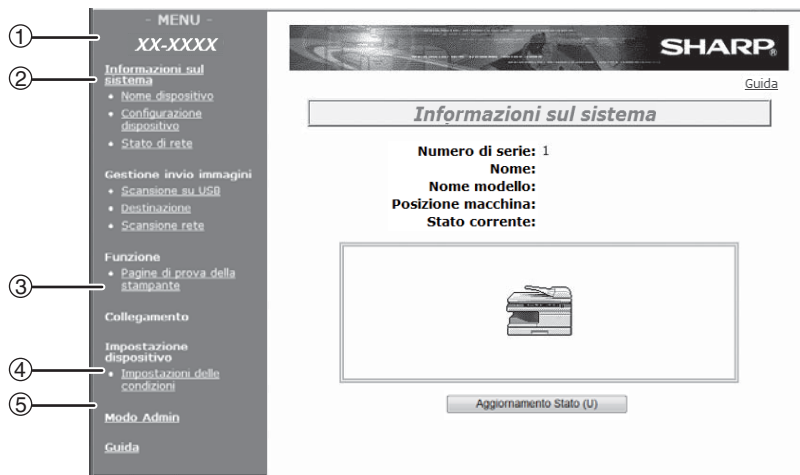 - MENU -
XX-XXXX
Informazioni sul
sistema
• Nome dispositivo
• Configurazione
dispositivo
• Stato di rete
Gestione invio immagini
• Scansione su USB
• Destinazione
• Scansione rete
Funzione
• Pagine di prova della
stampante
Collegamento
Impostazione
dispositivo
• Impostazioni delle
condizioni
Modo Admin
Guida
1
2
3
4
5
SHARP®
Guida
Informazioni sul sistema
Numero di serie: 1
Nome:
Nome modello:
Posizione macchina:
Stato corrente:
Aggiornamento Stato (U)